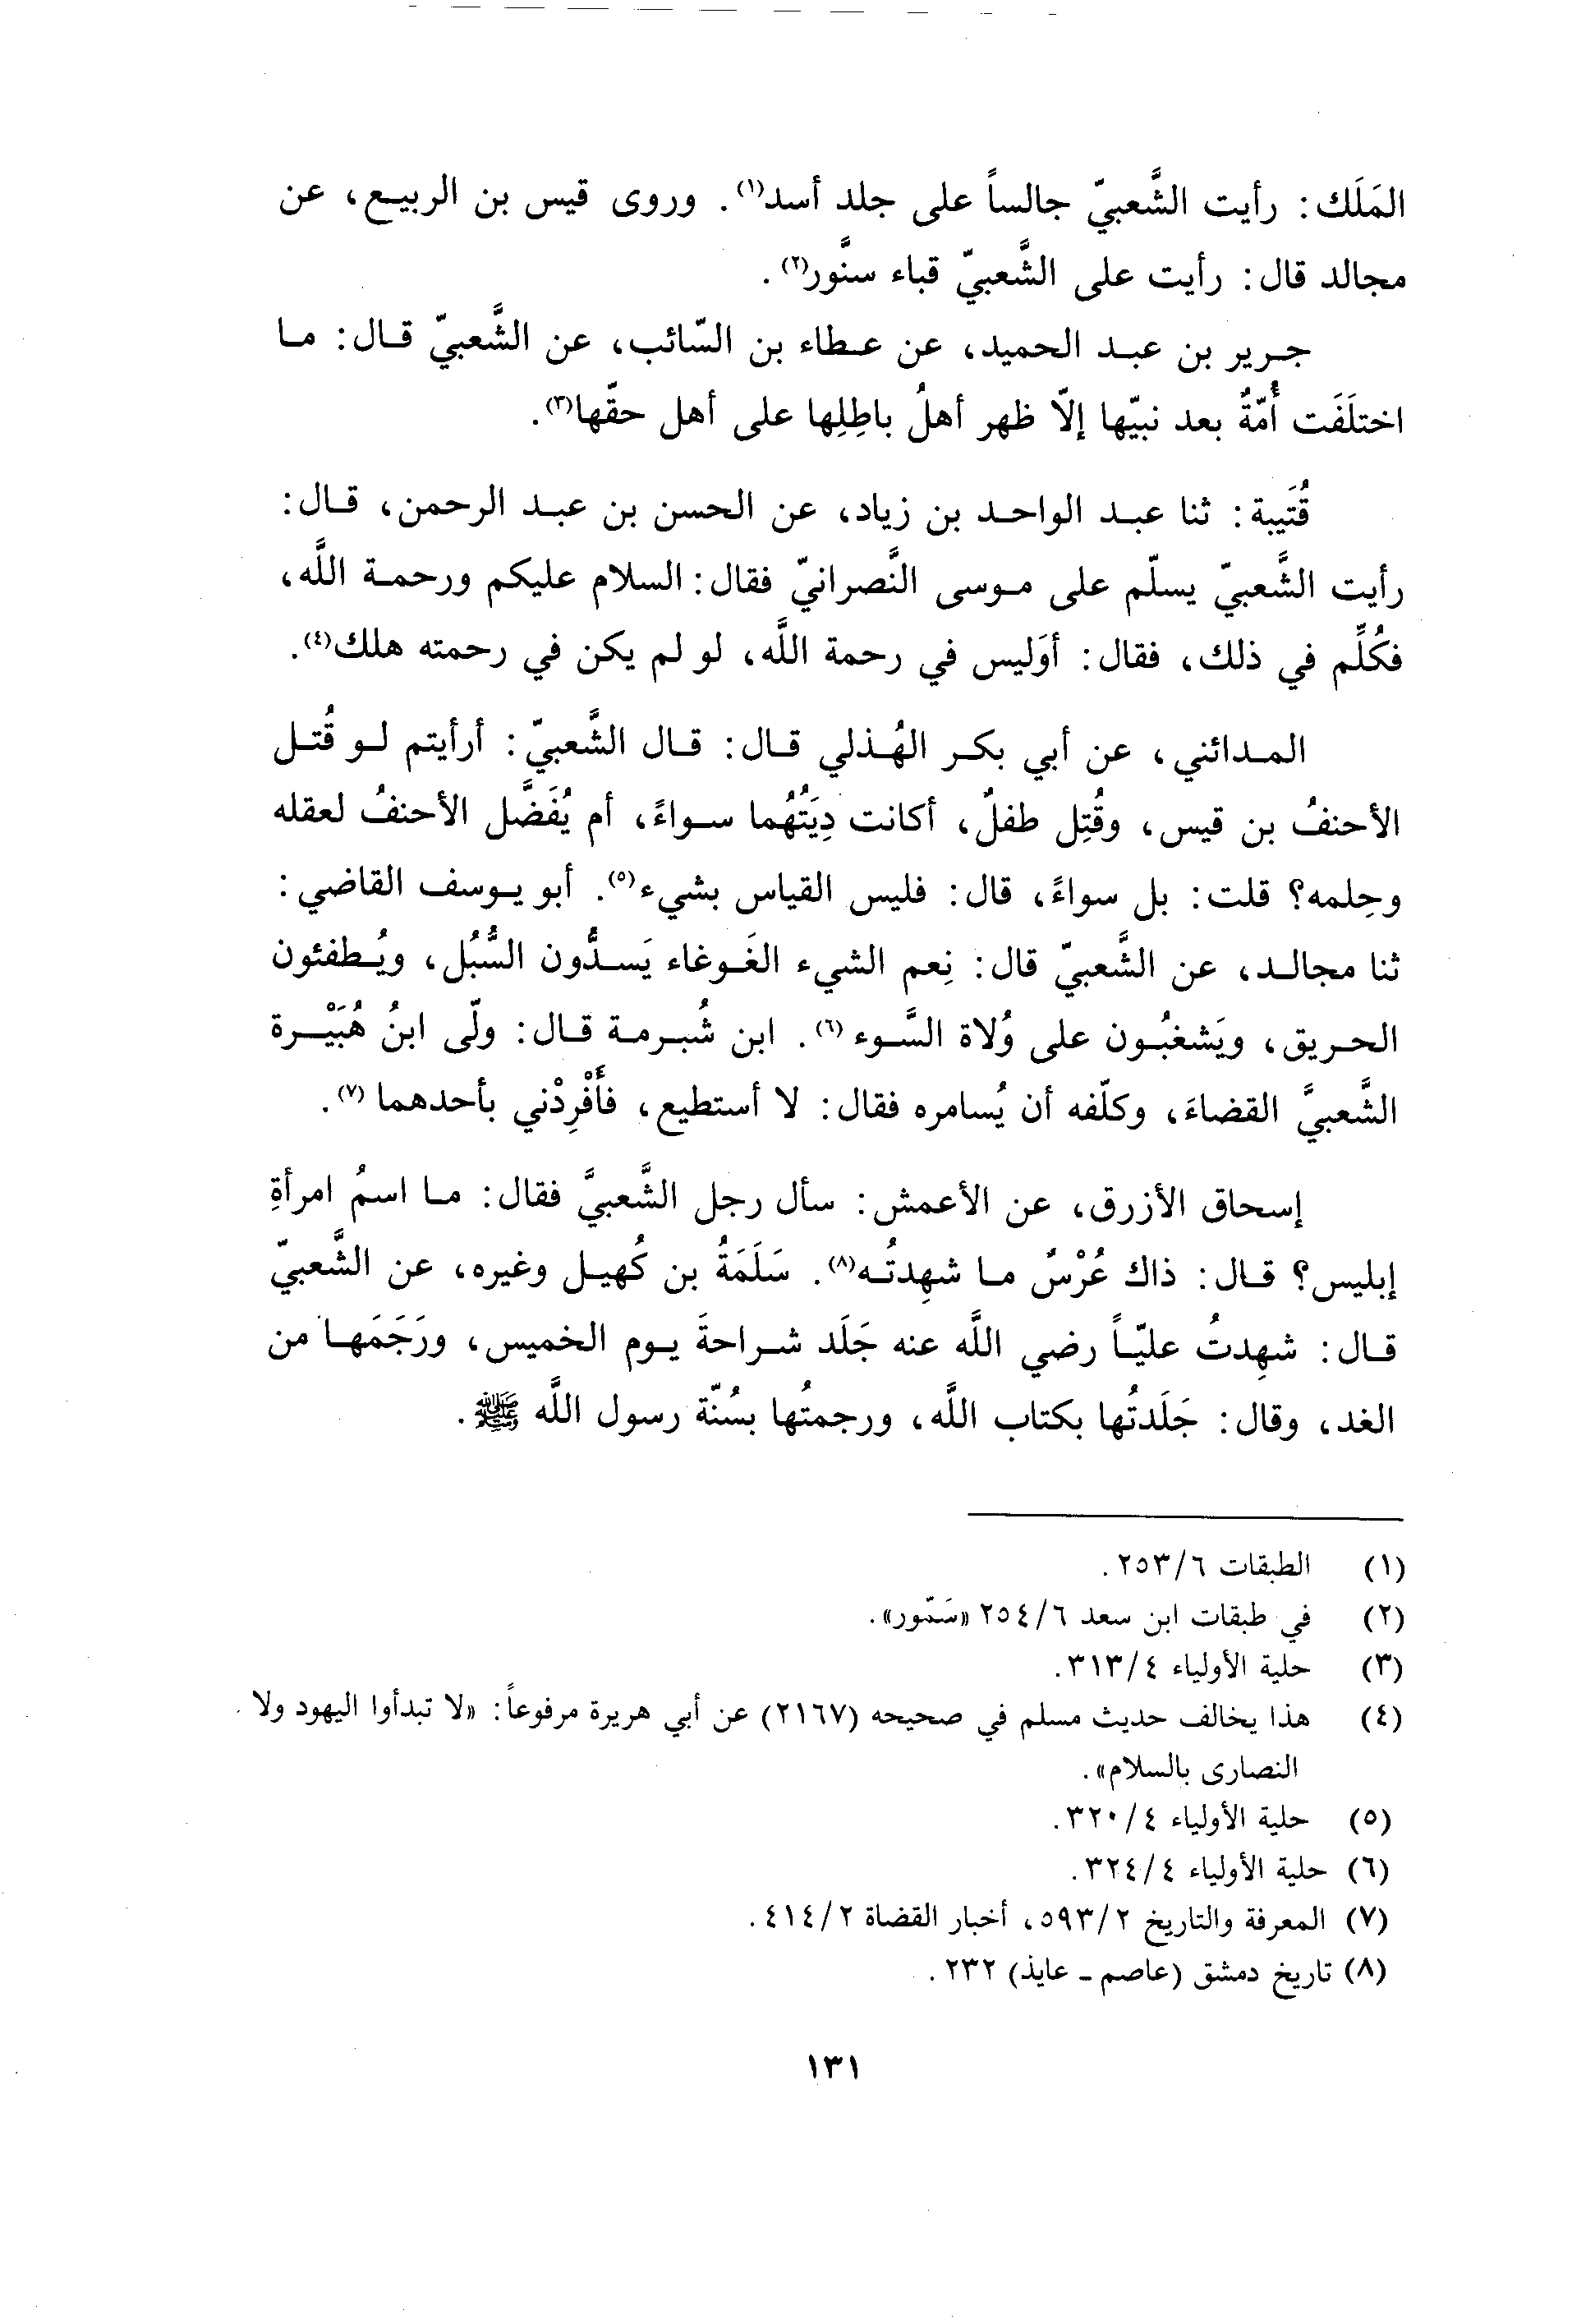 المَلَك: رأيت الشَّعبيّ جالساً على جلد أسد(١). وروى قيس بن الربيع، عن
مجالد قال: رأيت على الشَّعبيّ قباء سنَّور(٢).
جرير بن عبد الحميد، عن عطاء بن السّائب، عن الشَّعبيّ قال: ما
اختلَفَت أُمّةٌ بعد نبيّها إلاّ ظهر أهلُ باطِلِها على أهل حقّها(٣).
قُتَيبة: ثنا عبد الواحد بن زياد، عن الحسن بن عبد الرحمن، قال:
رأيت الشَّعبيّ يسلّم على موسى النَّصرانيّ فقال: السلام عليكم ورحمة اللَّه،
فكُلِّم في ذلك، فقال: أوَليس في رحمة اللَّه، لو لم يكن في رحمته هلك(٤).
المدائني، عن أبي بكر الهُذلي قال: قال الشَّعبيّ: أرأيتم لو قُتل
الأحنفُ بن قيس، وقُتِل طفلٌ، أكانت دِيَتُهُما سواءً، أم يُفَضَّل الأحنفُ لعقله
وحِلمه؟ قلت: بل سواءً، قال: فليس القياس بشيء(٥). أبو يوسف القاضي:
ثنا مجالد، عن الشَّعبيّ قال: نِعم الشيء الغَوغاء يَسدُّون السُّبُل، ويُطفئون
الحريق، ويَشغبُون على وُلاة السَّوء(٦). ابن شُبرمة قال: ولّى ابنُ هُبَيْرة
الشَّعبيَّ القضاءَ، وكلّفه أن يُسامره فقال: لا أستطيع، فأَفْرِدْني بأحدهما(٧).
إسحاق الأزرق، عن الأعمش: سأل رجل الشَّعبيَّ فقال: ما اسمُ امرأةِ
إبليس؟ قال: ذاك عُرْسٌ ما شهِدتُه(٨). سَلَمَةُ بن كُهيل وغيره، عن الشَّعبيّ
قال: شهِدتُ عليّاً رضي اللَّه عنه جَلَد شراحةَ يوم الخميس، ورَجَمَها من
الغد، وقال: جَلَدتُها بكتاب اللَّه، ورجمتُها بسُنّة رسول اللَّه ﷺ.
(١) الطبقات ٦/٢٥٣.
(٢) في طبقات ابن سعد ٦/٢٥٤ «سَمّور».
(٣) حلية الأولياء ٤/٣١٣.
(٤) هذا يخالف حديث مسلم في صحيحه (٢١٦٧) عن أبي هريرة مرفوعاً: «لا تبدأوا اليهود ولا
النصارى بالسلام».
(٥) حلية الأولياء ٤/٣٢٠.
(٦) حلية الأولياء ٤/٣٢٤.
(٧) المعرفة والتاريخ ٢/٥٩٣، أخبار القضاة ٢/٤١٤.
(٨) تاريخ دمشق (عاصم - عايذ) ٢٣٢.
١٣١